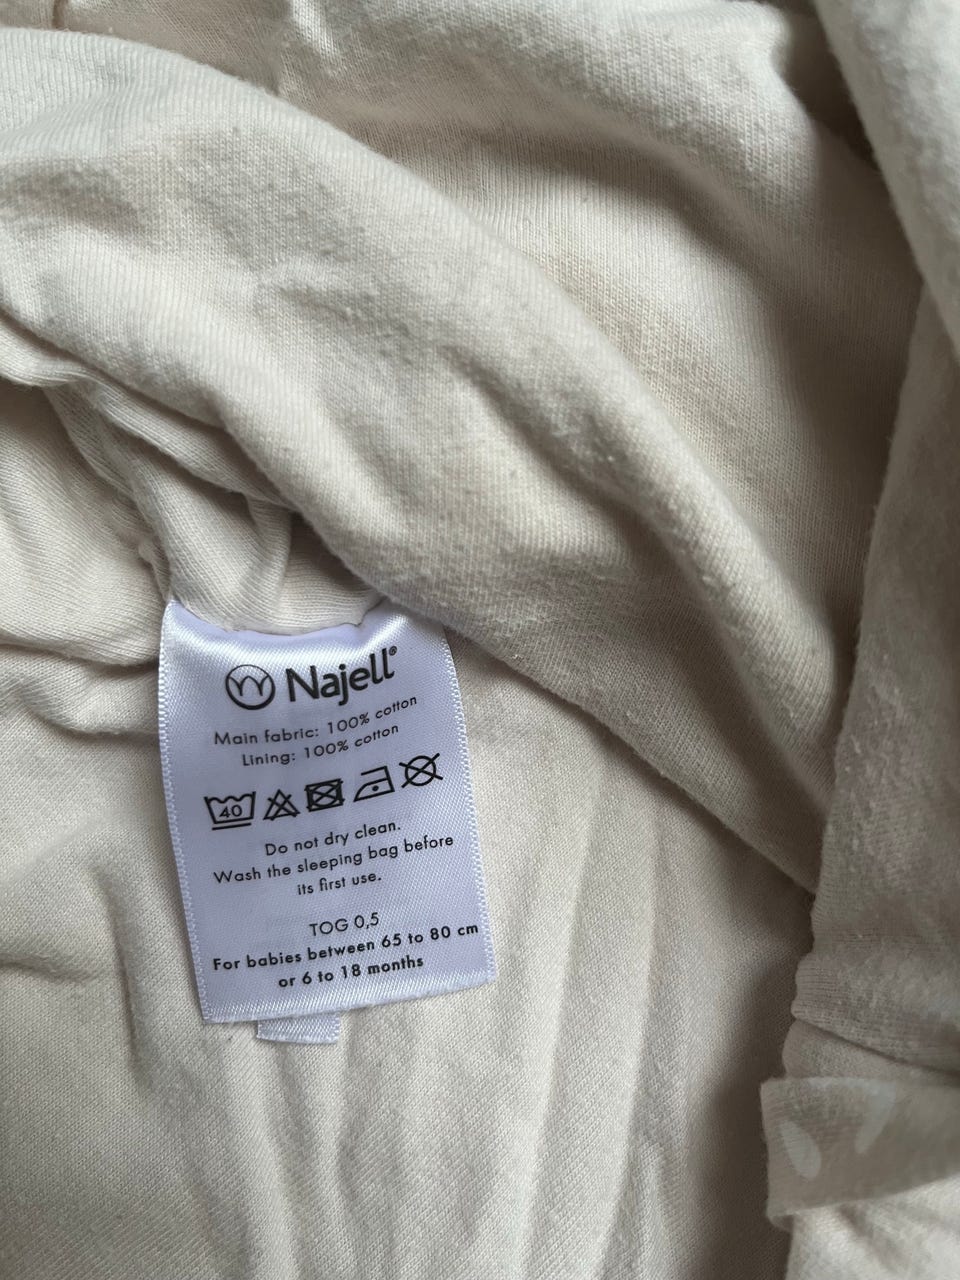 Najell®
Main fabric: 100% cotton
Lining: 100% cotton
40
Do not dry clean.
Wash the sleeping bag before
its first use.
TOG 0,5
For babies between 65 to 80 cm
or 6 to 18 months